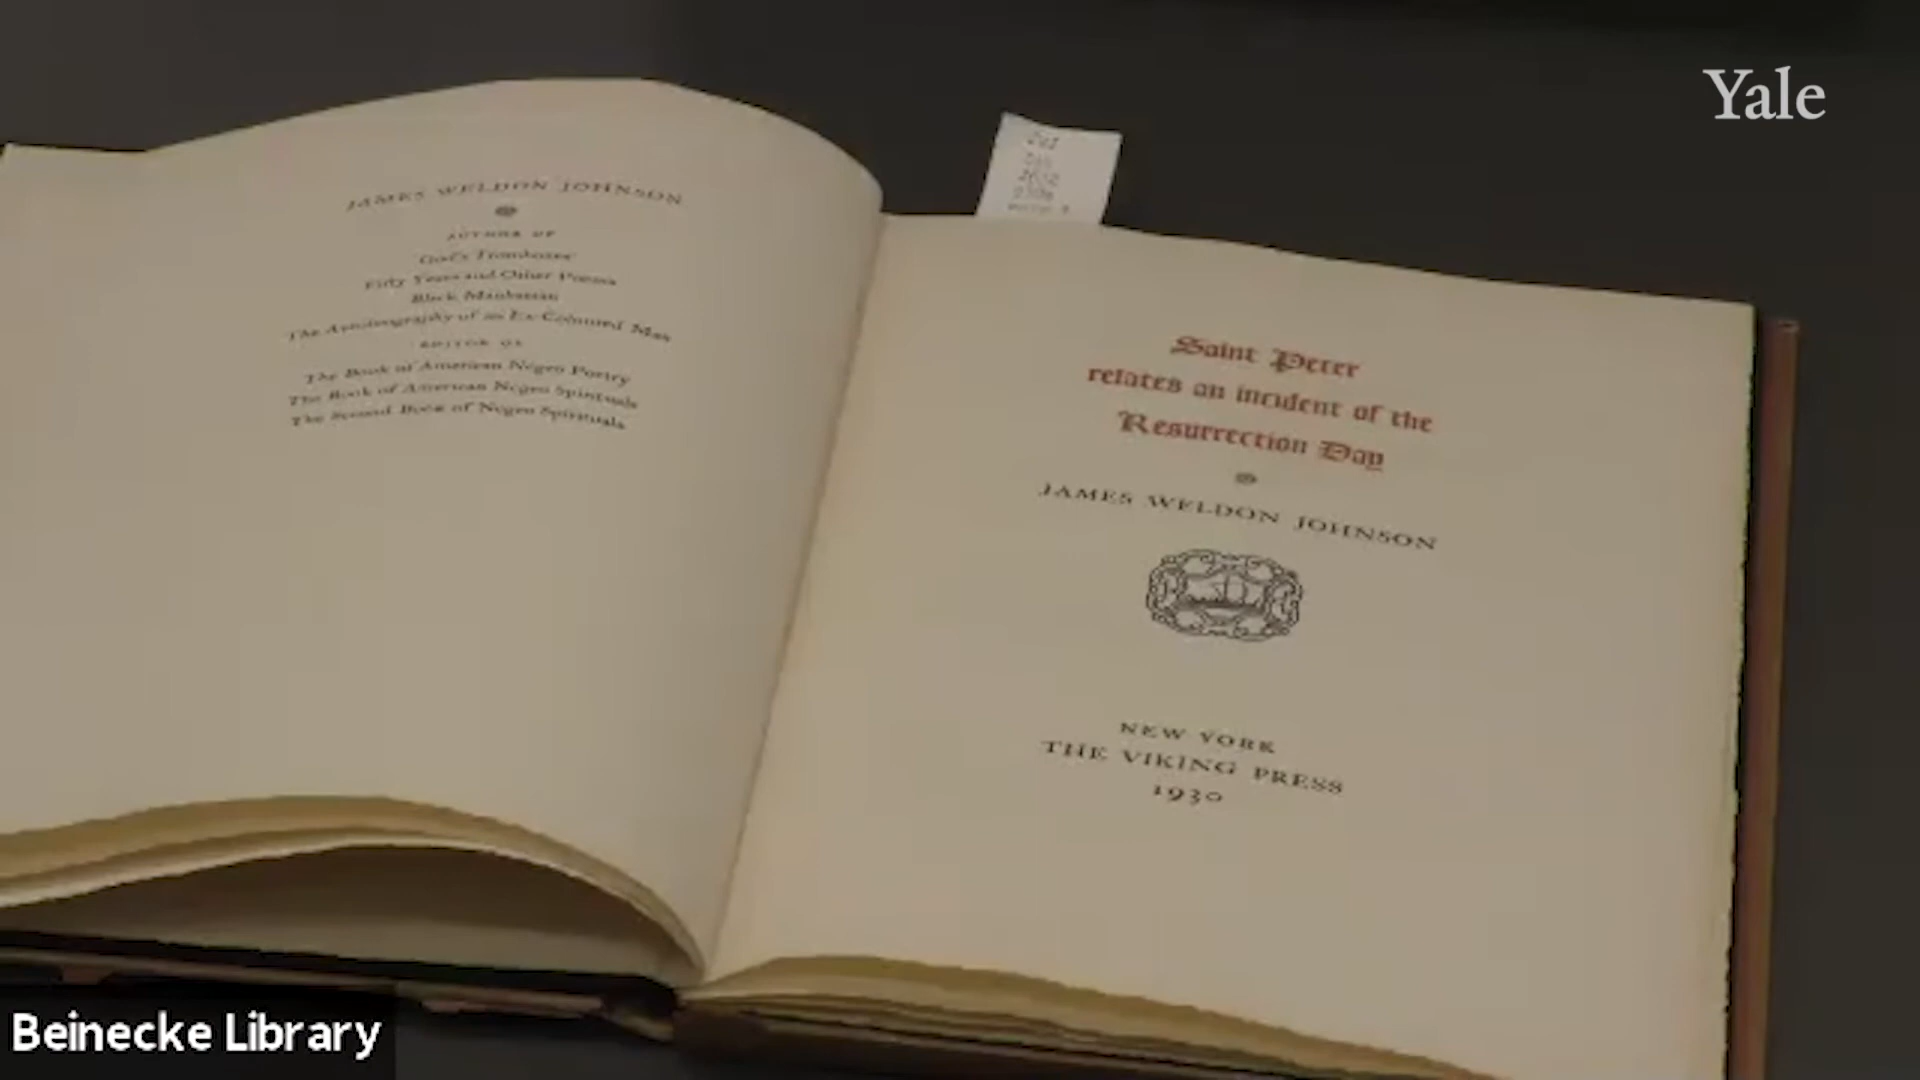 Yale
JAMES WELDON JOHNSON
AUTHOR OF
God's Trombones
Fifty Years and Other Poems
Black Manhattan
The Autobiography of an Ex-Coloured Man
EDITOR OF
The Book of American Negro Poetry
The Book of American Negro Spirituals
The Second Book of Negro Spirituals
Saint Peter
relates an incident of the
Resurrection Day
JAMES WELDON JOHNSON
NEW YORK
THE VIKING PRESS
1930
Beinecke Library